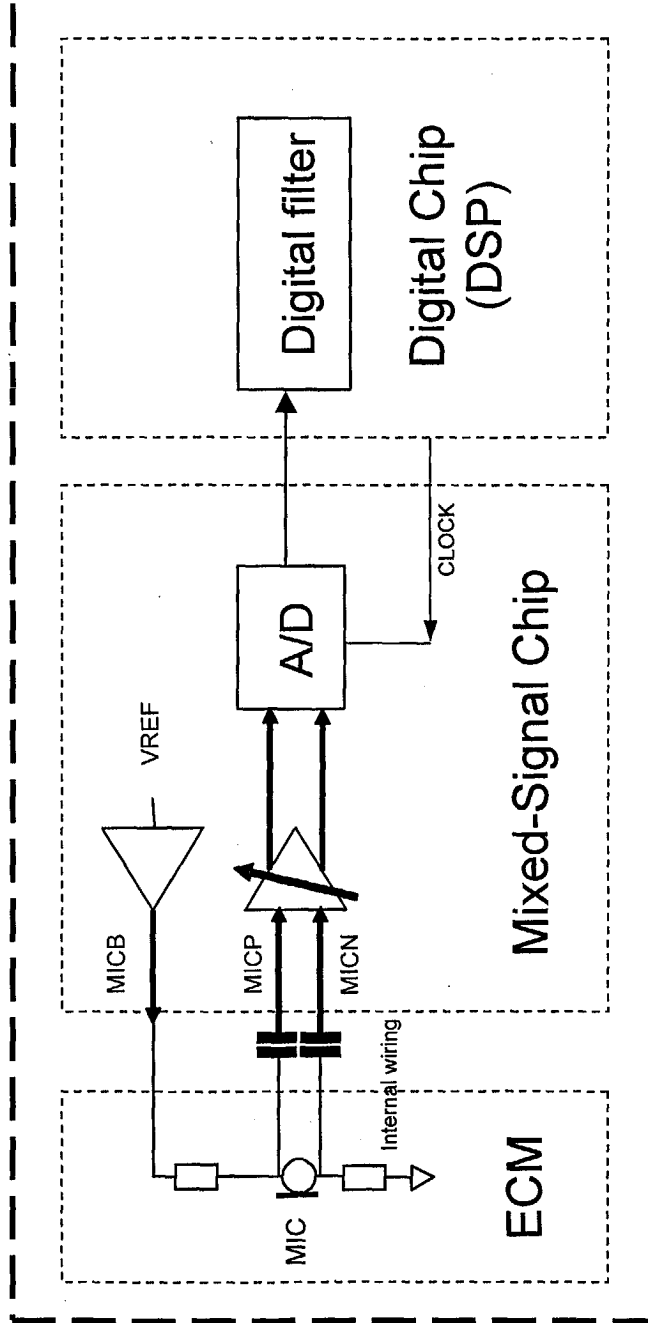 MICB
VREF
MICP
MICN
A/D
Digital filter
MIC
Internal wiring
CLOCK
ECM
Mixed-Signal Chip
Digital Chip
(DSP)